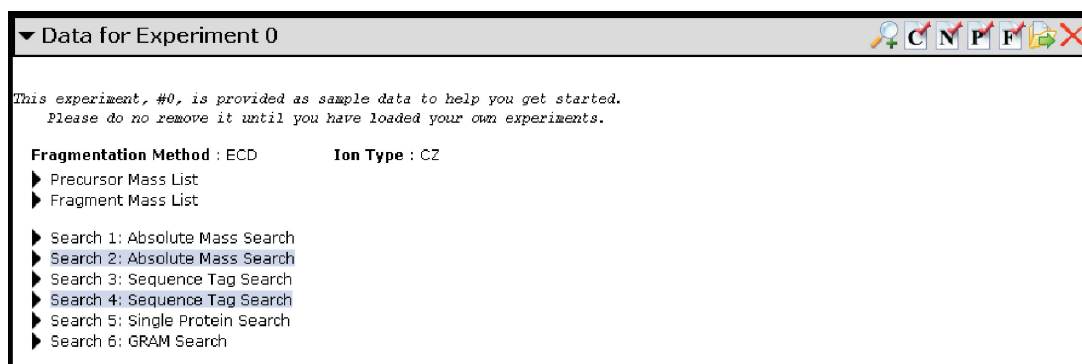 Data for Experiment 0
C N P F
This experiment, #0, is provided as sample data to help you get started.
Please do no remove it until you have loaded your own experiments.
Fragmentation Method : ECD Ion Type : CZ
Precursor Mass List
Fragment Mass List
Search 1: Absolute Mass Search
Search 2: Absolute Mass Search
Search 3: Sequence Tag Search
Search 4: Sequence Tag Search
Search 5: Single Protein Search
Search 6: GRAM Search